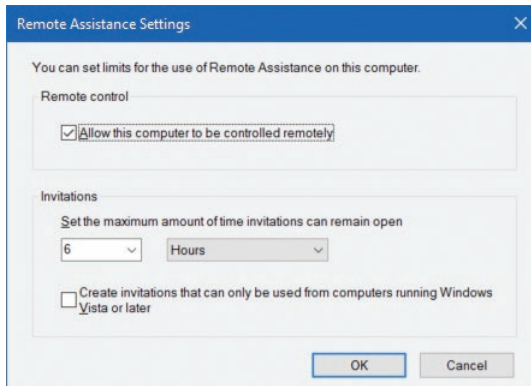 Remote Assistance Settings
You can set limits for the use of Remote Assistance on this computer.
Remote control
Allow this computer to be controlled remotely
Invitations
Set the maximum amount of time invitations can remain open
6 Hours
Create invitations that can only be used from computers running Windows
Vista or later
OK Cancel